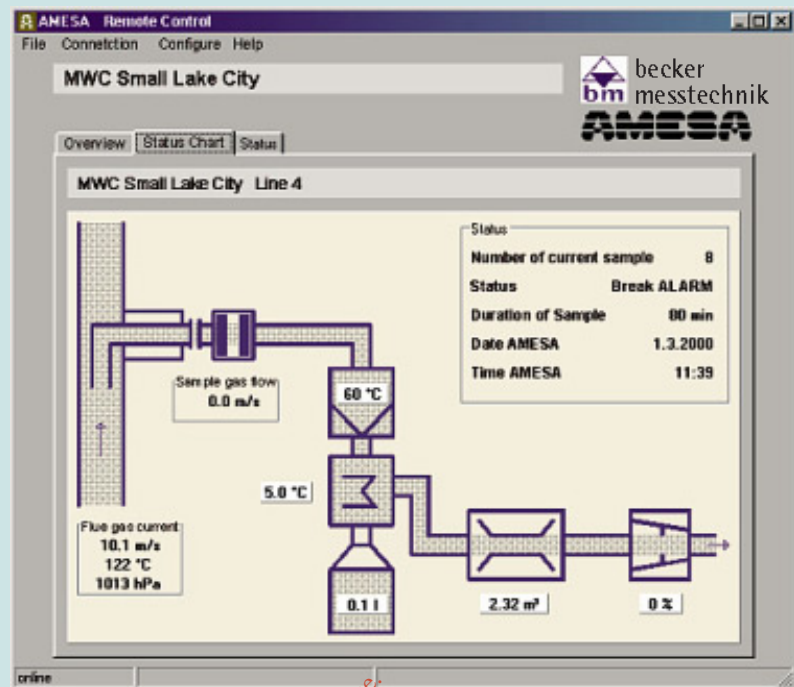 AMESA Remote Control
File Connetction Configure Help
MWC Small Lake City
becker
bm messtechnik
AMESA
Overview Status Chart Status
MWC Small Lake City Line 4
Status
Number of current sample 8
Status Break ALARM
Duration of Sample 80 min
Date AMESA 1.3.2000
Time AMESA 11:39
Sample gas flow
0.0 m/s
60 °C
5.0 °C
Flue gas current
10.1 m/s
122 °C
1013 hPa
0.1 l
2.32 m³
0 %
online